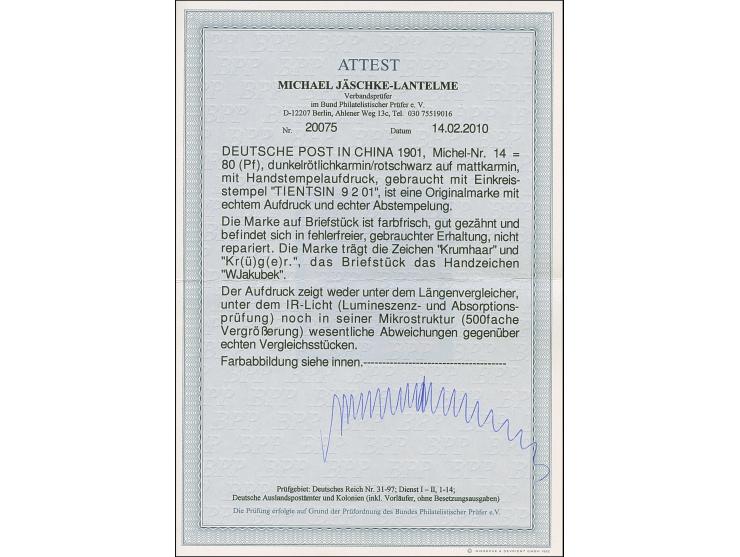 ATTEST
MICHAEL JÄSCHKE-LANTELME
Verbandsprüfer
im Bund Philatelistischer Prüfer e. V.
D-12207 Berlin, Ahlener Weg 13c, Tel. 030 75519016
Nr. 20075 Datum 14.02.2010
DEUTSCHE POST IN CHINA 1901, Michel-Nr. 14 =
80 (Pf), dunkelrötlichkarmin/rotschwarz auf mattkarmin,
mit Handstempelaufdruck, gebraucht mit Einkreis-
stempel "TIENTSIN 9 2 01", ist eine Originalmarke mit
echtem Aufdruck und echter Abstempelung.
Die Marke auf Briefstück ist farbfrisch, gut gezähnt und
befindet sich in fehlerfreier, gebrauchter Erhaltung, nicht
repariert. Die Marke trägt die Zeichen "Krumhaar" und
"Kr(ü)g(e)r.", das Briefstück das Handzeichen
"WJakubek".
Der Aufdruck zeigt weder unter dem Längenvergleicher,
unter dem IR-Licht (Lumineszenz- und Absorptions-
prüfung) noch in seiner Mikrostruktur (500fache
Vergrößerung) wesentliche Abweichungen gegenüber
echten Vergleichsstücken.
Farbabbildung siehe innen.----------------------------------------
Prüfgebiet: Deutsches Reich Nr. 31-97; Dienst I – II, 1-14;
Deutsche Auslandspostämter und Kolonien (inkl. Vorläufer, ohne Besetzungsausgaben)
Die Prüfung erfolgte auf Grund der Prüfordnung des Bundes Philatelistischer Prüfer e.V.